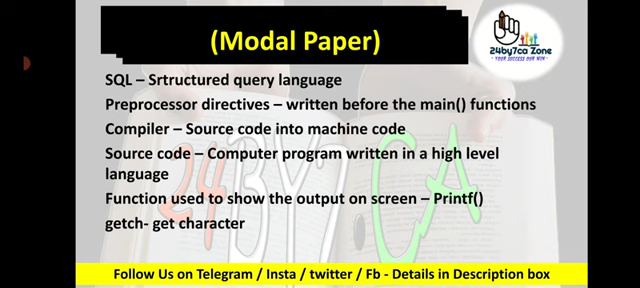 (Modal Paper)
24by7ca Zone
YOUR SUCCESS OUR WIN
SQL – Srtructured query language
Preprocessor directives – written before the main() functions
Compiler – Source code into machine code
Source code – Computer program written in a high level
language
Function used to show the output on screen – Printf()
getch- get character
24BY7CA
Follow Us on Telegram / Insta / twitter / Fb - Details in Description box